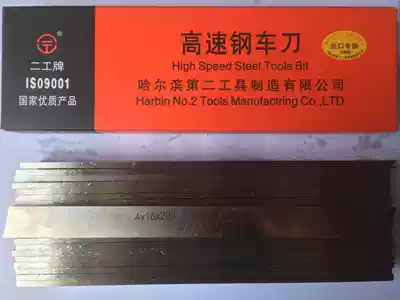 二工牌
IS09001
国家优质产品
高速钢车刀
High Speed Steel Tools Bit
哈尔滨第二工具制造有限公司
Harbin No.2 Tools Manufactring Co.,LTD
出口专供
4x16x200